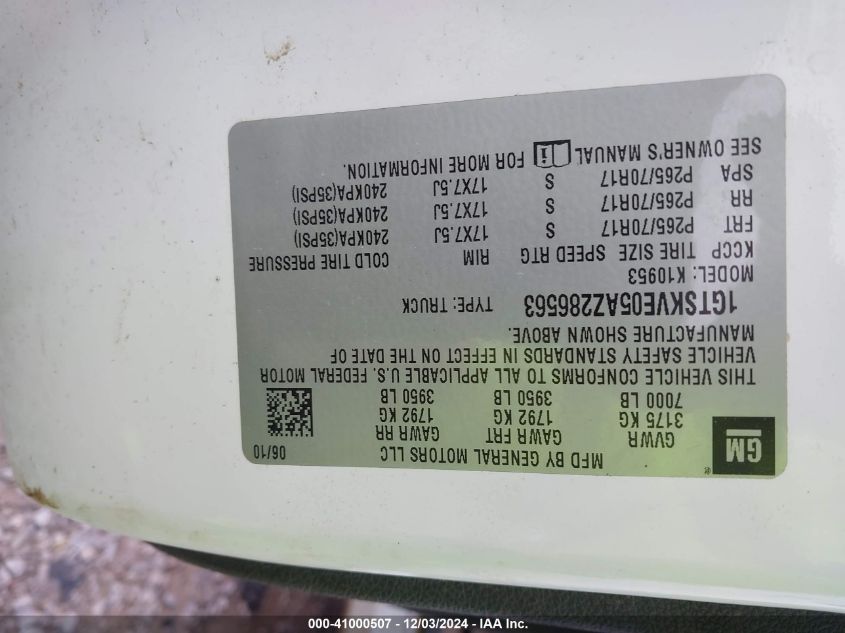 GM
®
MFD BY GENERAL MOTORS LLC 06/10
GVWR GAWR FRT GAWR RR
3175 KG 1792 KG 1792 KG
7000 LB 3950 LB 3950 LB
THIS VEHICLE CONFORMS TO ALL APPLICABLE U.S. FEDERAL MOTOR
VEHICLE SAFETY STANDARDS IN EFFECT ON THE DATE OF
MANUFACTURE SHOWN ABOVE.
1GTSKVE05AZ286563 TYPE: TRUCK
MODEL: K10953
KCCP TIRE SIZE SPEED RTG RIM COLD TIRE PRESSURE
FRT P265/70R17 S 17X7.5J 240KPA(35PSI)
RR P265/70R17 S 17X7.5J 240KPA(35PSI)
SPA P265/70R17 S 17X7.5J 240KPA(35PSI)
SEE OWNER'S MANUAL FOR MORE INFORMATION.
000-41000507 - 12/03/2024 - IAA Inc.